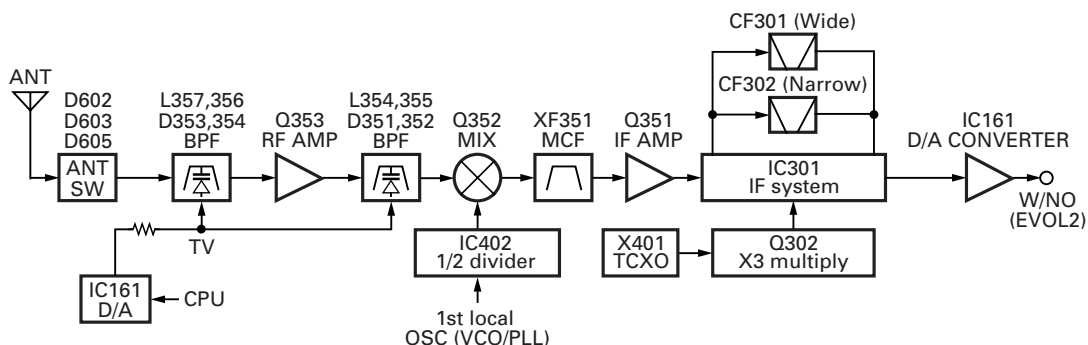 CF301 (Wide)
CF302 (Narrow)
ANT
D602
D603
D605
ANT
SW
L357,356
D353,354
BPF
Q353
RF AMP
L354,355
D351,352
BPF
Q352
MIX
XF351
MCF
Q351
IF AMP
IC301
IF system
IC161
D/A CONVERTER
W/NO
(EVOL2)
TV
IC161
D/A
CPU
IC402
1/2 divider
1st local
OSC (VCO/PLL)
X401
TCXO
Q302
X3 multiply